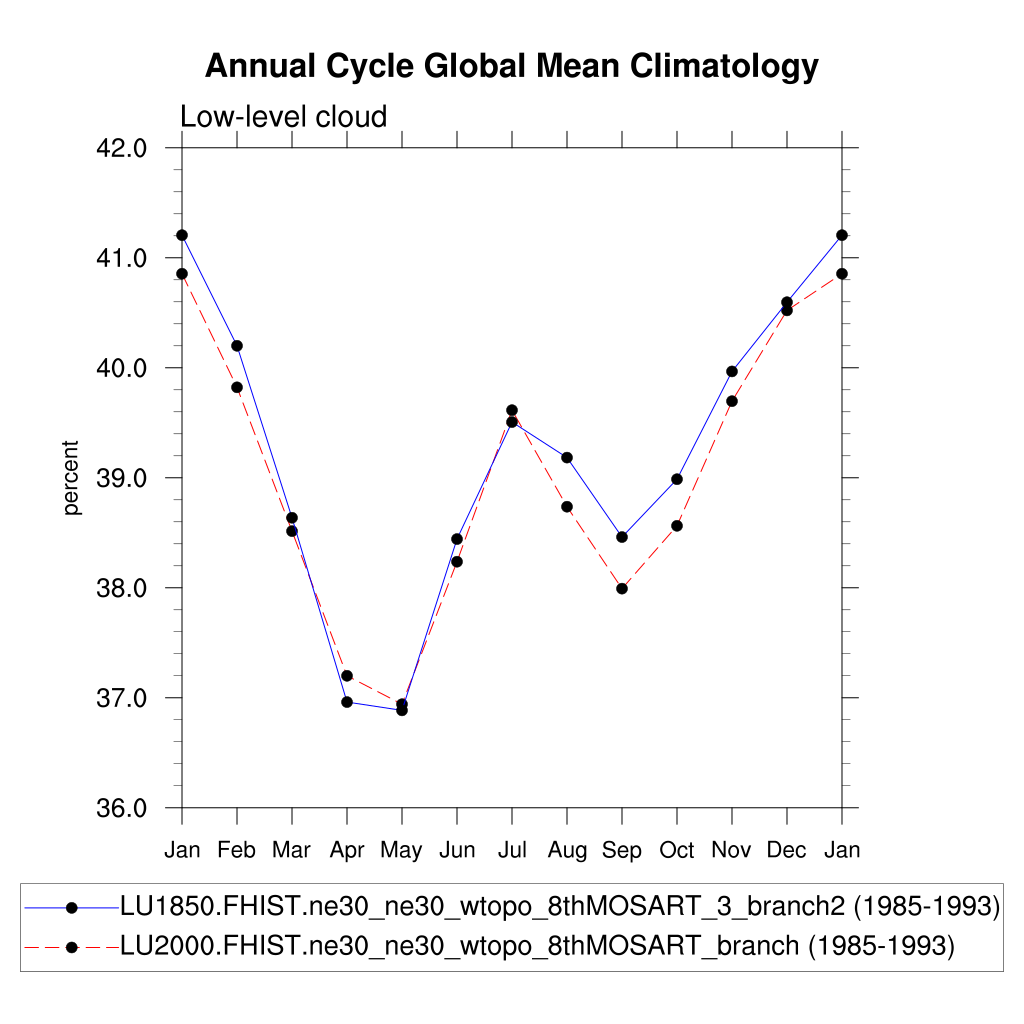 Annual Cycle Global Mean Climatology
Low-level cloud
42.0
41.0
40.0
39.0
38.0
37.0
36.0
percent
Jan Feb Mar Apr May Jun Jul Aug Sep Oct Nov Dec Jan
LU1850.FHIST.ne30_ne30_wtopo_8thMOSART_3_branch2 (1985-1993)
LU2000.FHIST.ne30_ne30_wtopo_8thMOSART_branch (1985-1993)